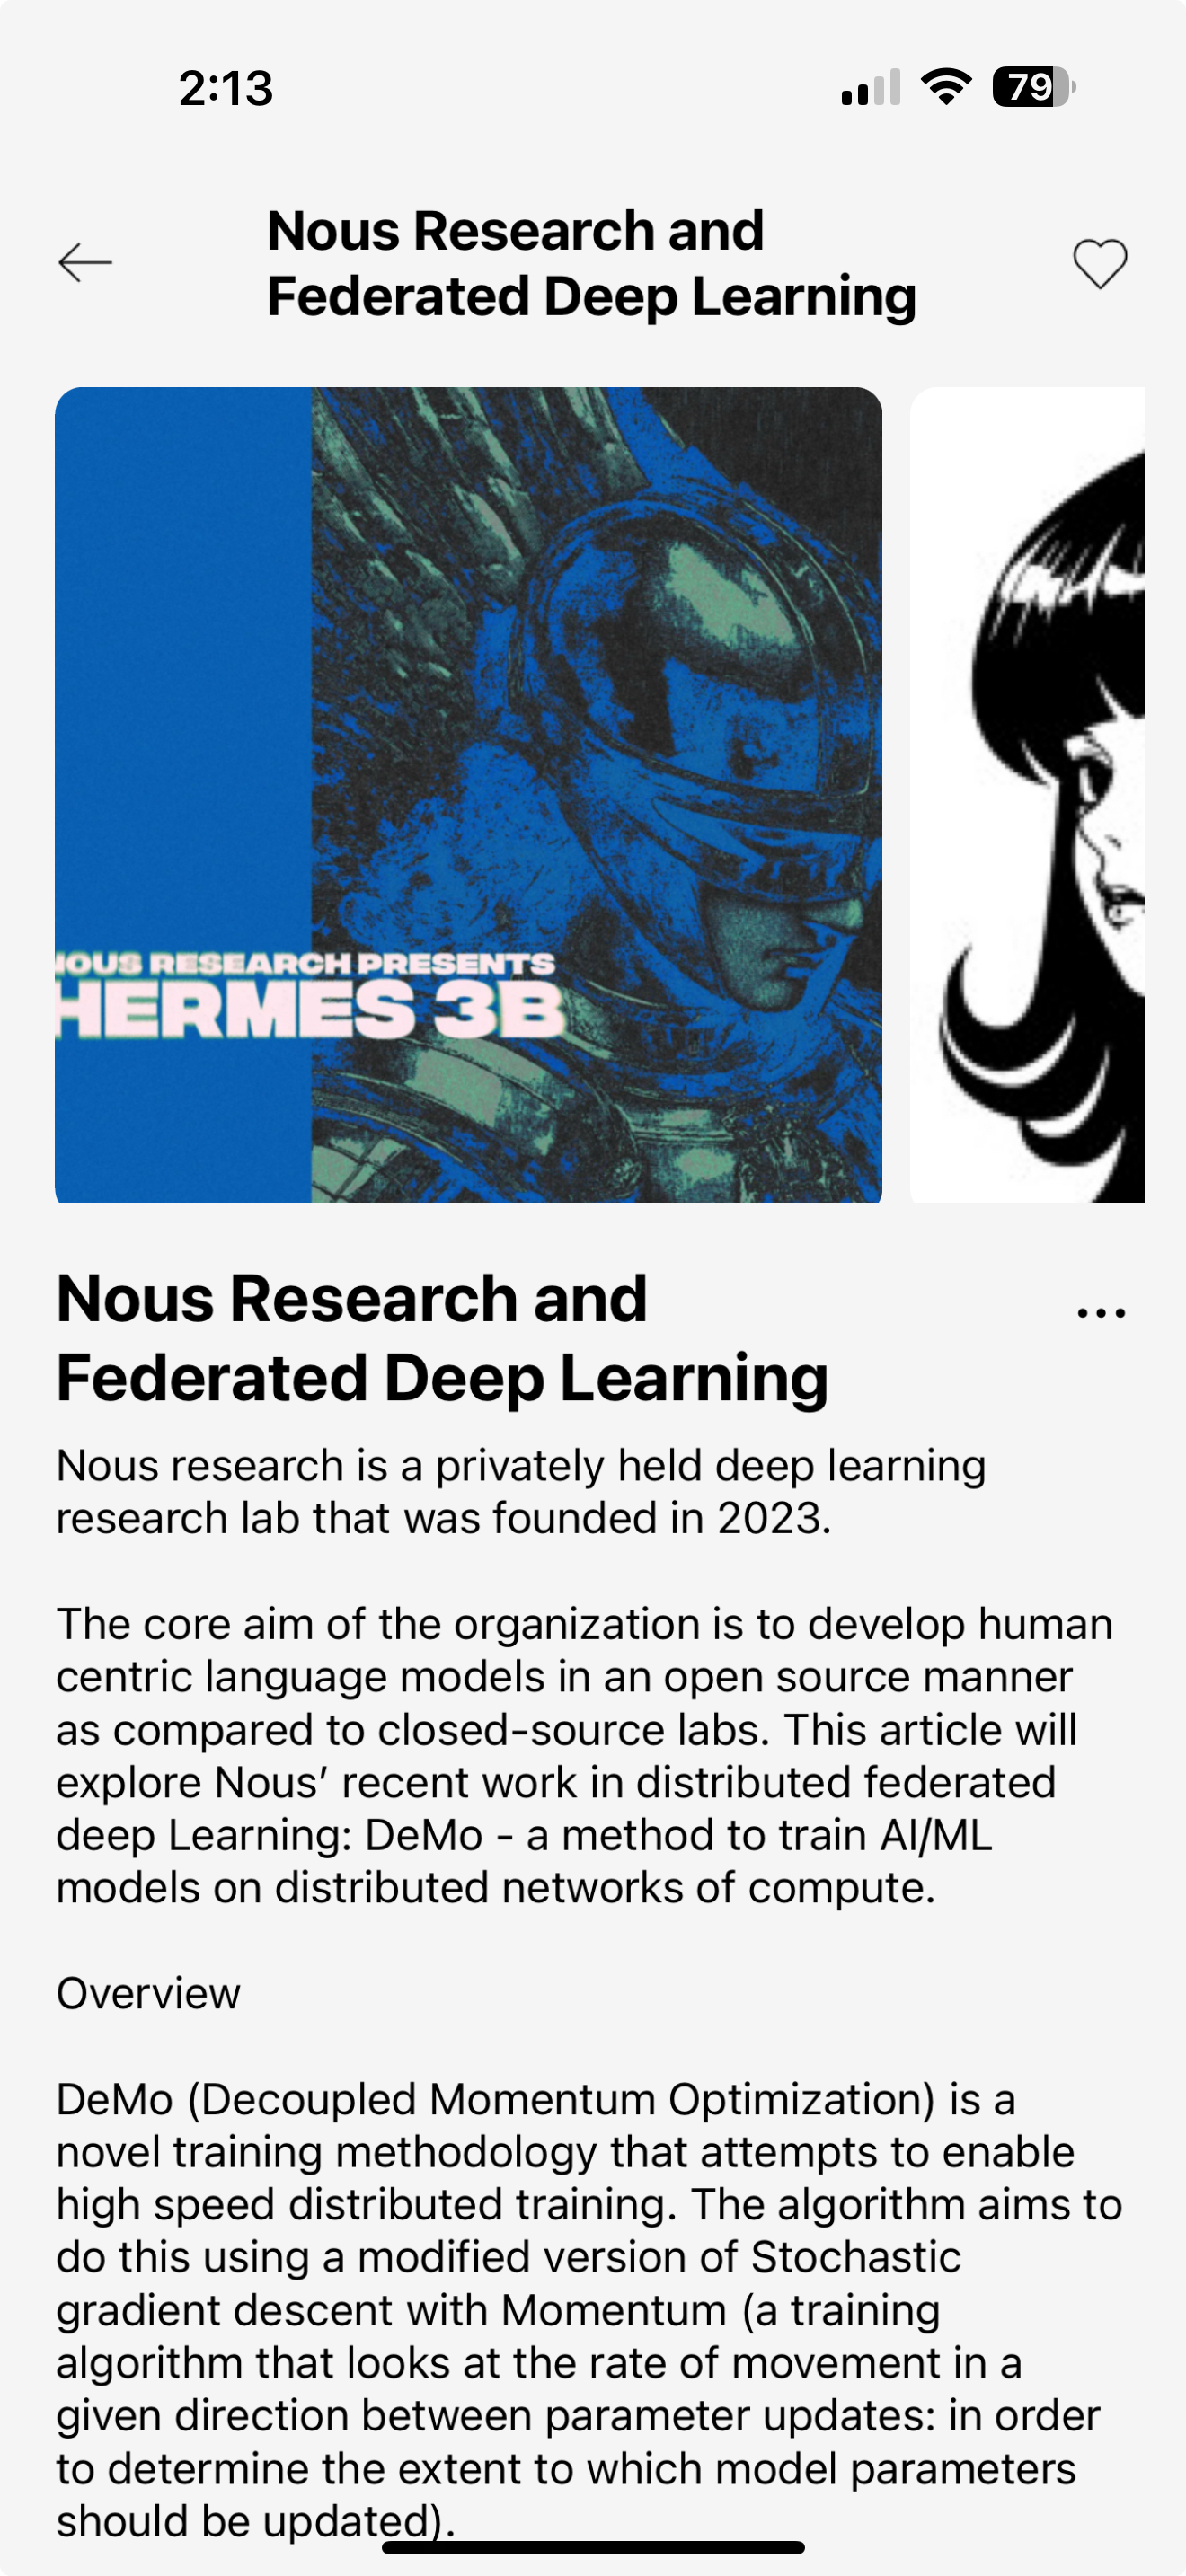 2:13
79
Nous Research and
Federated Deep Learning
NOUS RESEARCH PRESENTS
HERMES 3B
Nous Research and
Federated Deep Learning
...
Nous research is a privately held deep learning
research lab that was founded in 2023.
The core aim of the organization is to develop human
centric language models in an open source manner
as compared to closed-source labs. This article will
explore Nous’ recent work in distributed federated
deep Learning: DeMo - a method to train AI/ML
models on distributed networks of compute.
Overview
DeMo (Decoupled Momentum Optimization) is a
novel training methodology that attempts to enable
high speed distributed training. The algorithm aims to
do this using a modified version of Stochastic
gradient descent with Momentum (a training
algorithm that looks at the rate of movement in a
given direction between parameter updates: in order
to determine the extent to which model parameters
should be updated).